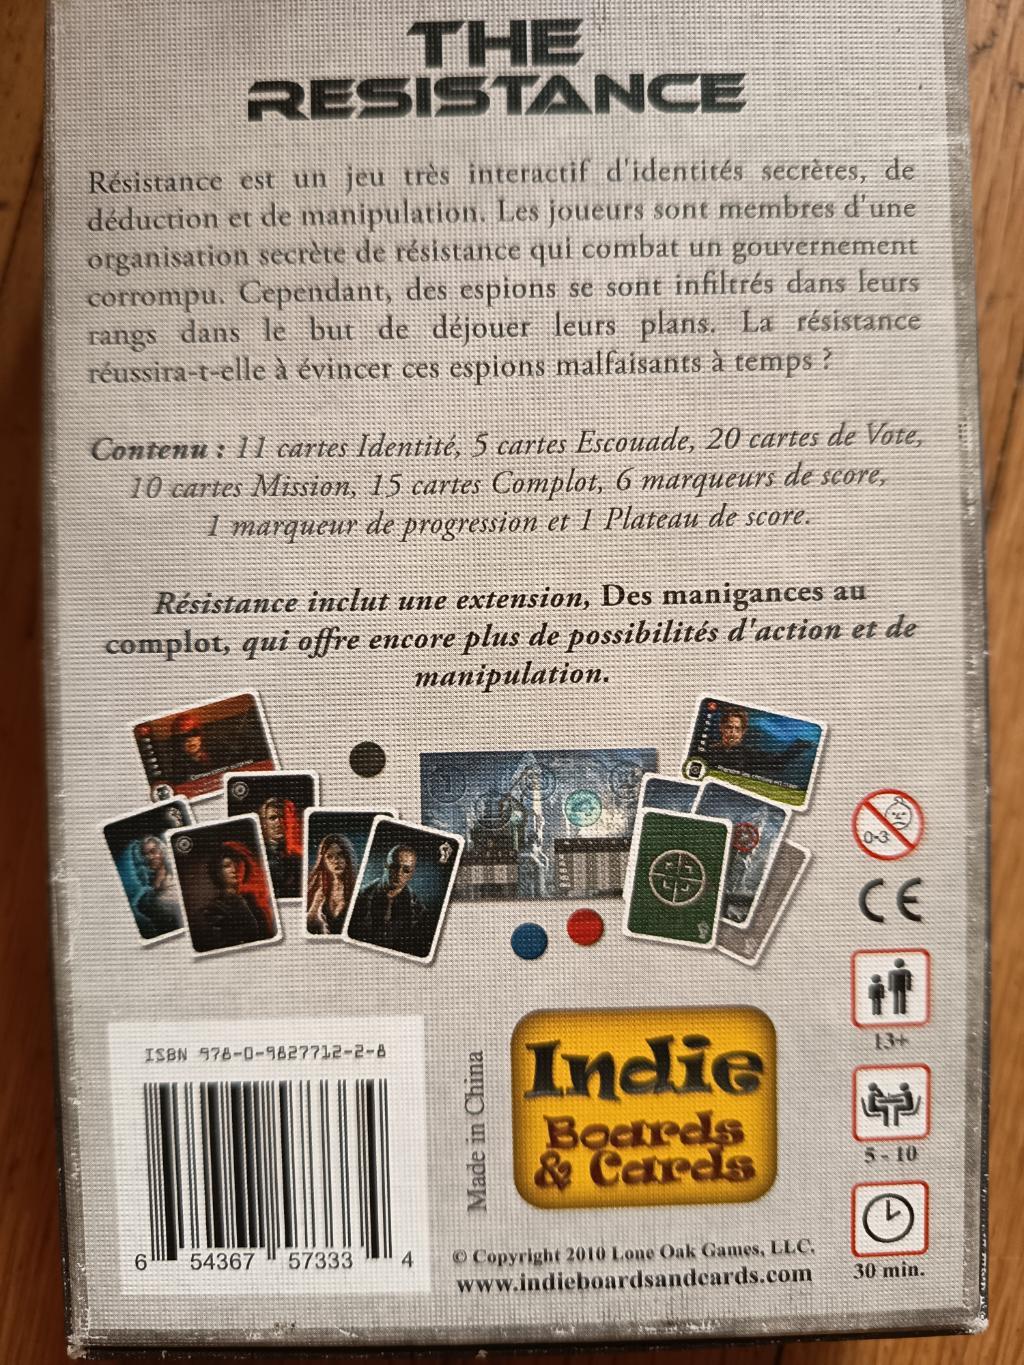 THE
RESISTANCE
Résistance est un jeu très interactif d'identités secrètes, de
déduction et de manipulation. Les joueurs sont membres d'une
organisation secrète de résistance qui combat un gouvernement
corrompu. Cependant, des espions se sont infiltrés dans leurs
rangs dans le but de déjouer leurs plans. La résistance
réussira-t-elle à évincer ces espions malfaisants à temps ?
Contenu : 11 cartes Identité, 5 cartes Escouade, 20 cartes de Vote,
10 cartes Mission, 15 cartes Complot, 6 marqueurs de score,
1 marqueur de progression et 1 Plateau de score.
Résistance inclut une extension, Des manigances au
complot, qui offre encore plus de possibilités d'action et de
manipulation.
0-3
CE
13+
5 - 10
30 min.
ISBN 978-0-9827712-2-8
6 54367 57333 4
Made in China
Indie
Boards
& Cards
© Copyright 2010 Lone Oak Games, LLC.
www.indieboardsandcards.com